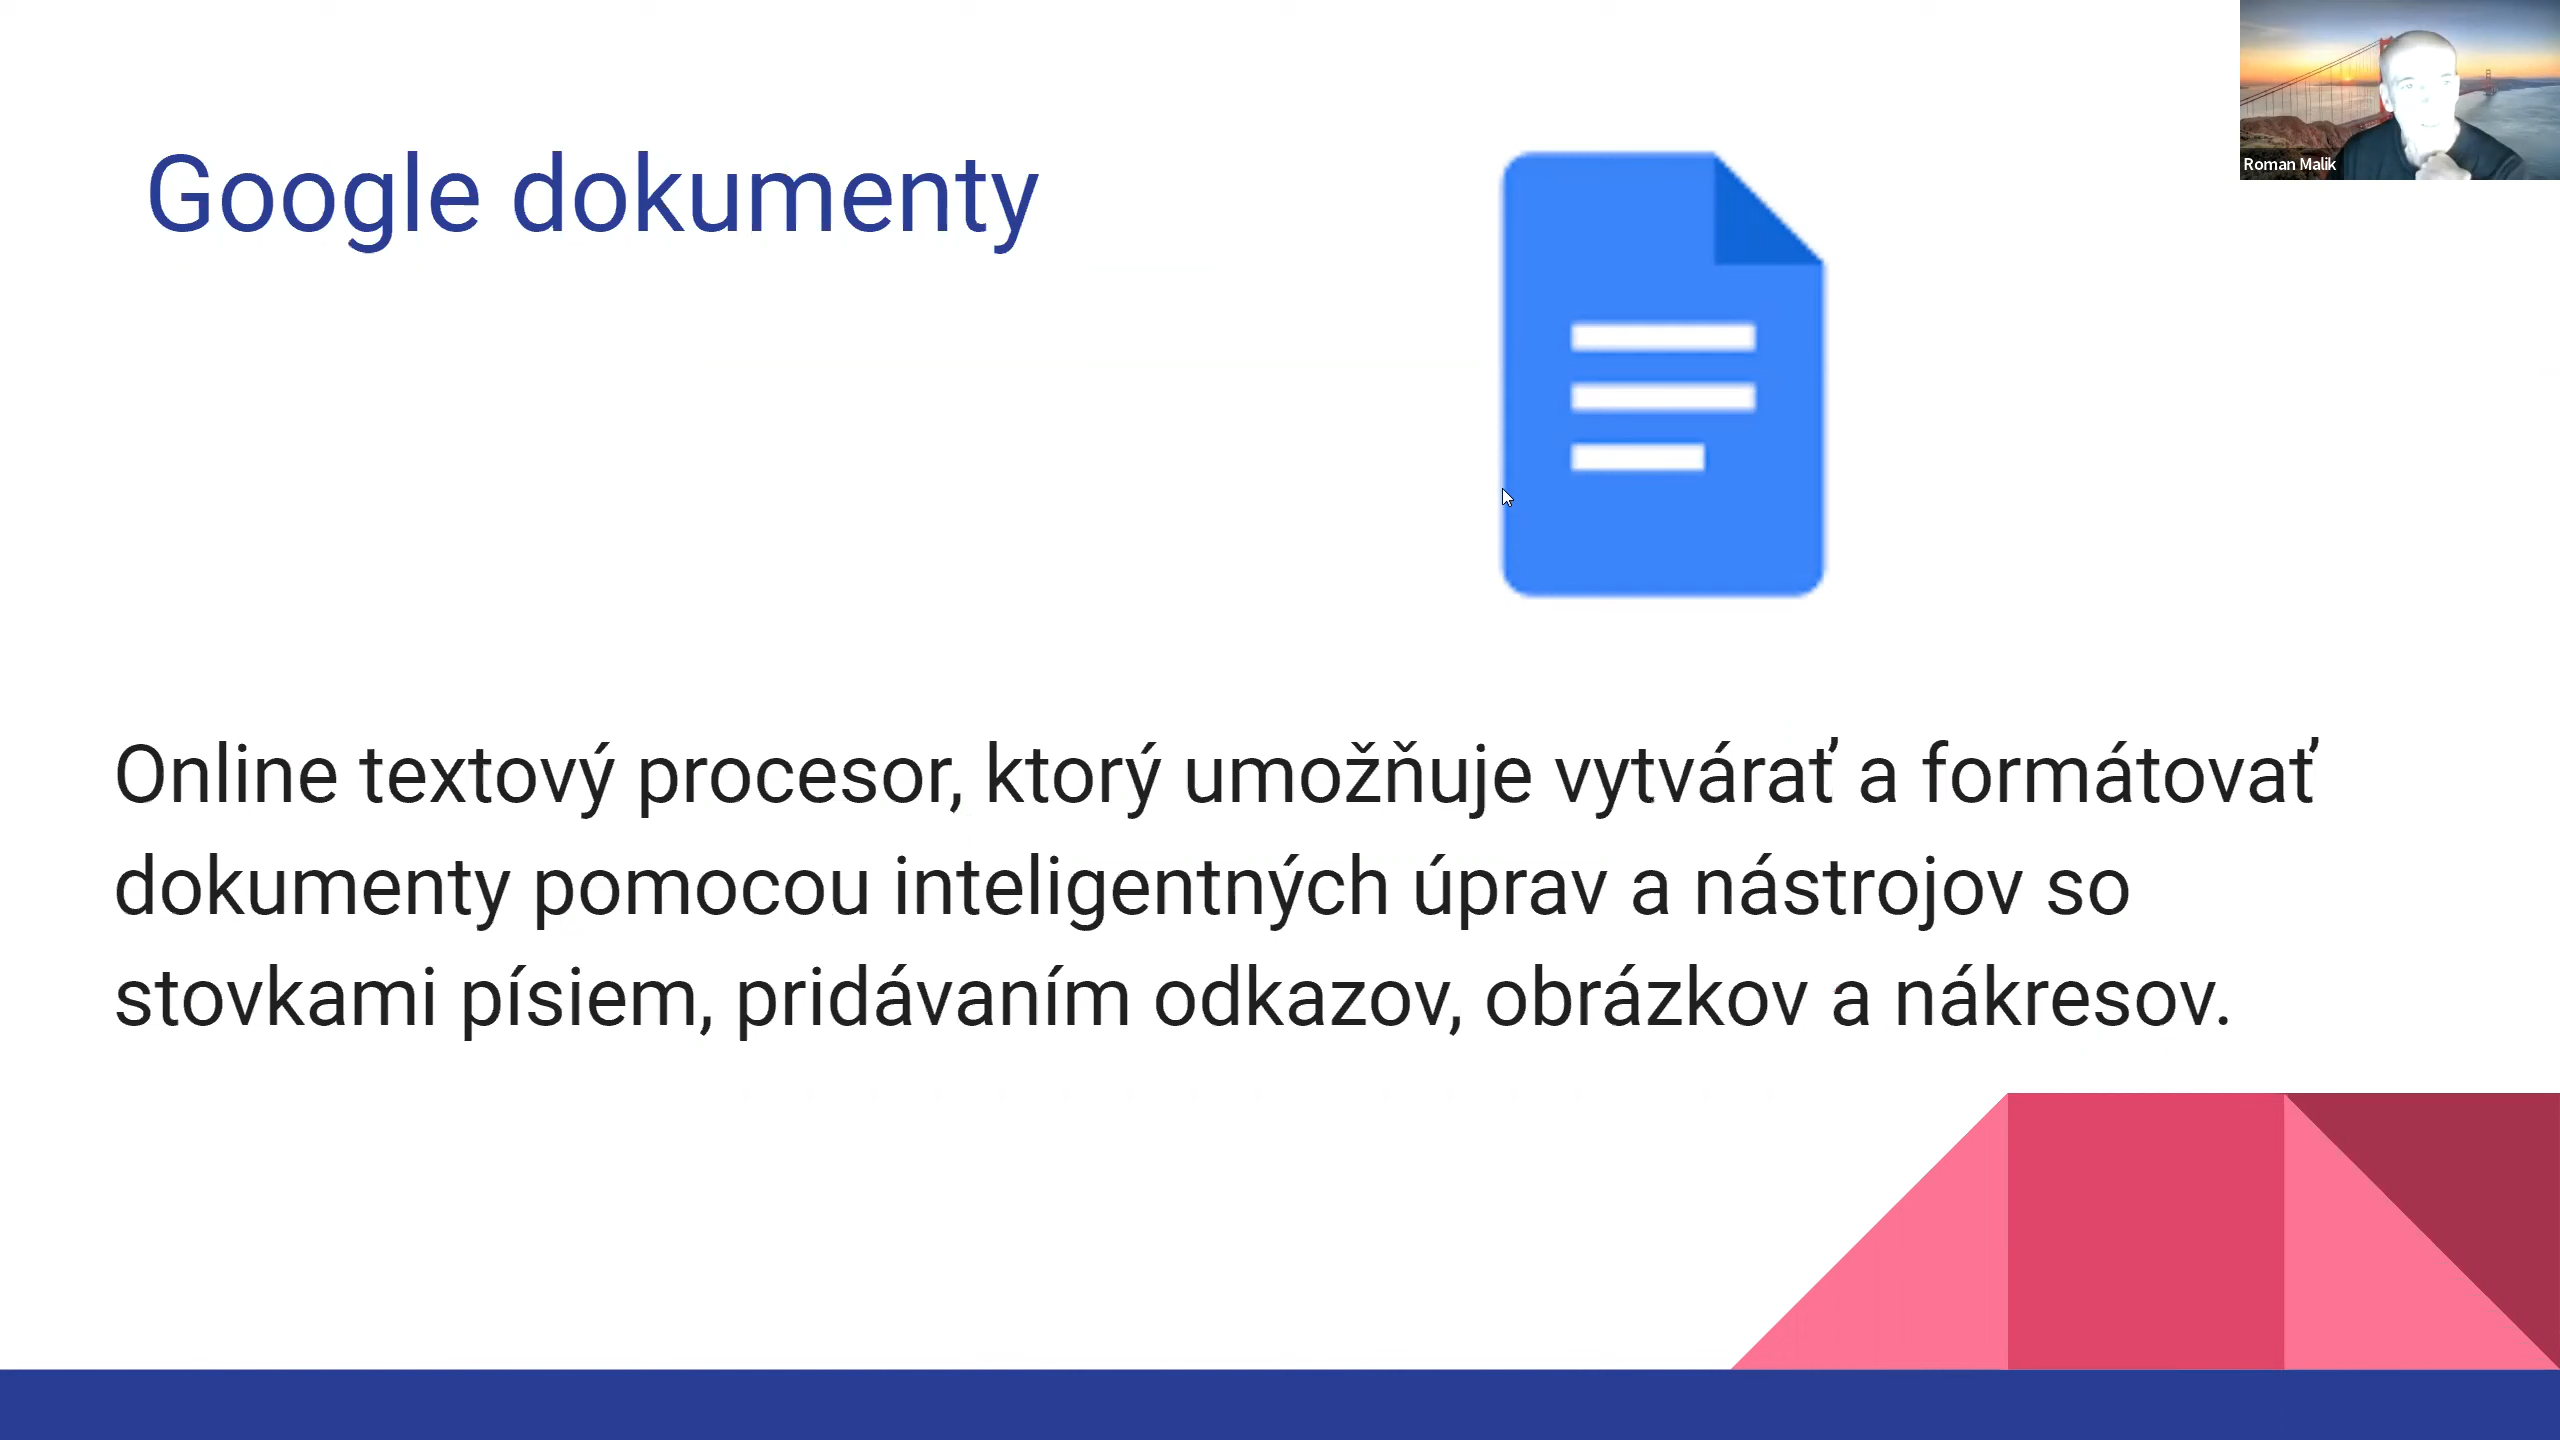 Google dokumenty
Roman Malik
Online textový procesor, ktorý umožňuje vytvárať a formátovať
dokumenty pomocou inteligentných úprav a nástrojov so
stovkami písiem, pridávaním odkazov, obrázkov a nákresov.